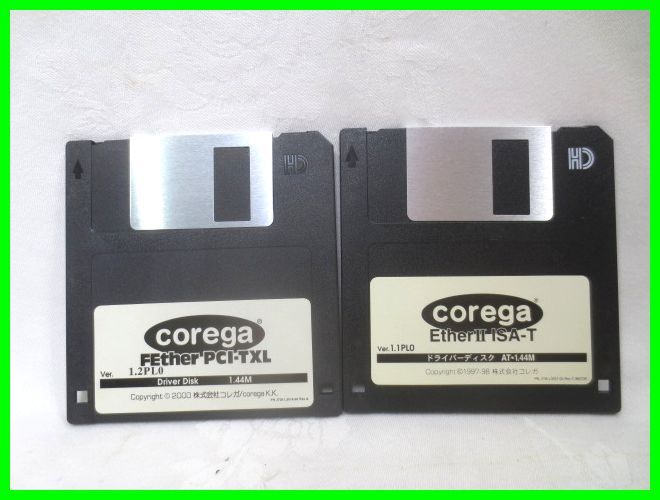 HD
corega
FEther PCI-TXL
Ver. 1.2PL0
Driver Disk 1.44M
Copyright © 2000 株式会社コレガ/corega K.K.
HD
corega
EtherII ISA-T
Ver. 1.1PL0
ドライバーディスク AT・1.44M
Copyright ©1997-98 株式会社コレガ